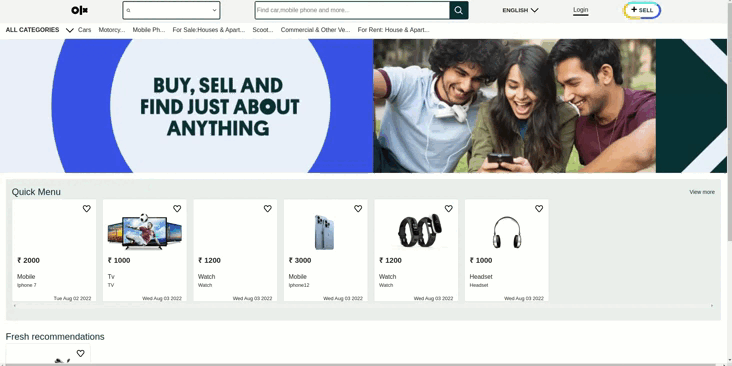 olx
Find car,mobile phone and more...
ENGLISH
Login
+ SELL
ALL CATEGORIES
Cars
Motorcy...
Mobile Ph...
For Sale:Houses & Apart...
Scoot...
Commercial & Other Ve...
For Rent: House & Apart...
BUY, SELL AND
FIND JUST ABOUT
ANYTHING
Quick Menu
View more
₹ 2000
Mobile
Iphone 7
Tue Aug 02 2022
₹ 1000
Tv
TV
Wed Aug 03 2022
₹ 1200
Watch
Watch
Wed Aug 03 2022
₹ 3000
Mobile
Iphone12
Wed Aug 03 2022
₹ 1200
Watch
Watch
Wed Aug 03 2022
₹ 1000
Headset
Headset
Wed Aug 03 2022
Fresh recommendations